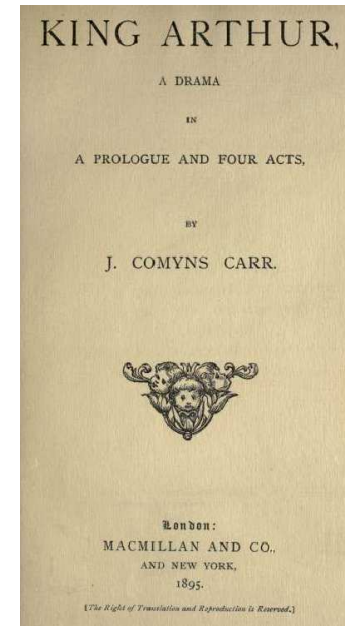 KING ARTHUR,
A DRAMA
IN
A PROLOGUE AND FOUR ACTS,
BY
J. COMYNS CARR.
London:
MACMILLAN AND CO.,
AND NEW YORK,
1895.
[The Right of Translation and Reproduction is Reserved.]